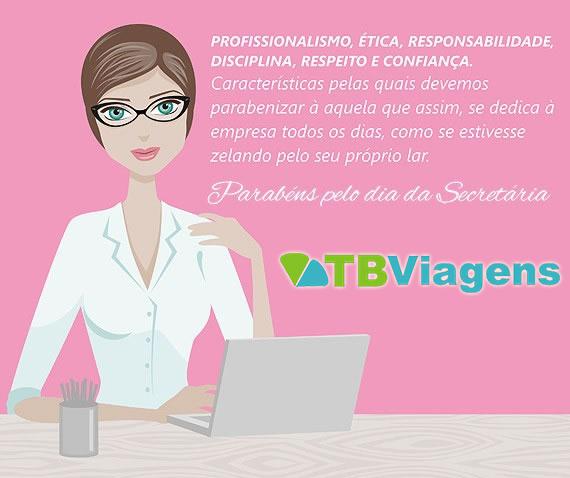 PROFISSIONALISMO, ÉTICA, RESPONSABILIDADE,
DISCIPLINA, RESPEITO E CONFIANÇA.
Características pelas quais devemos
parabenizar à aquela que assim, se dedica à
empresa todos os dias, como se estivesse
zelando pelo seu próprio lar.
Parabéns pelo dia da Secretária
TBViagens